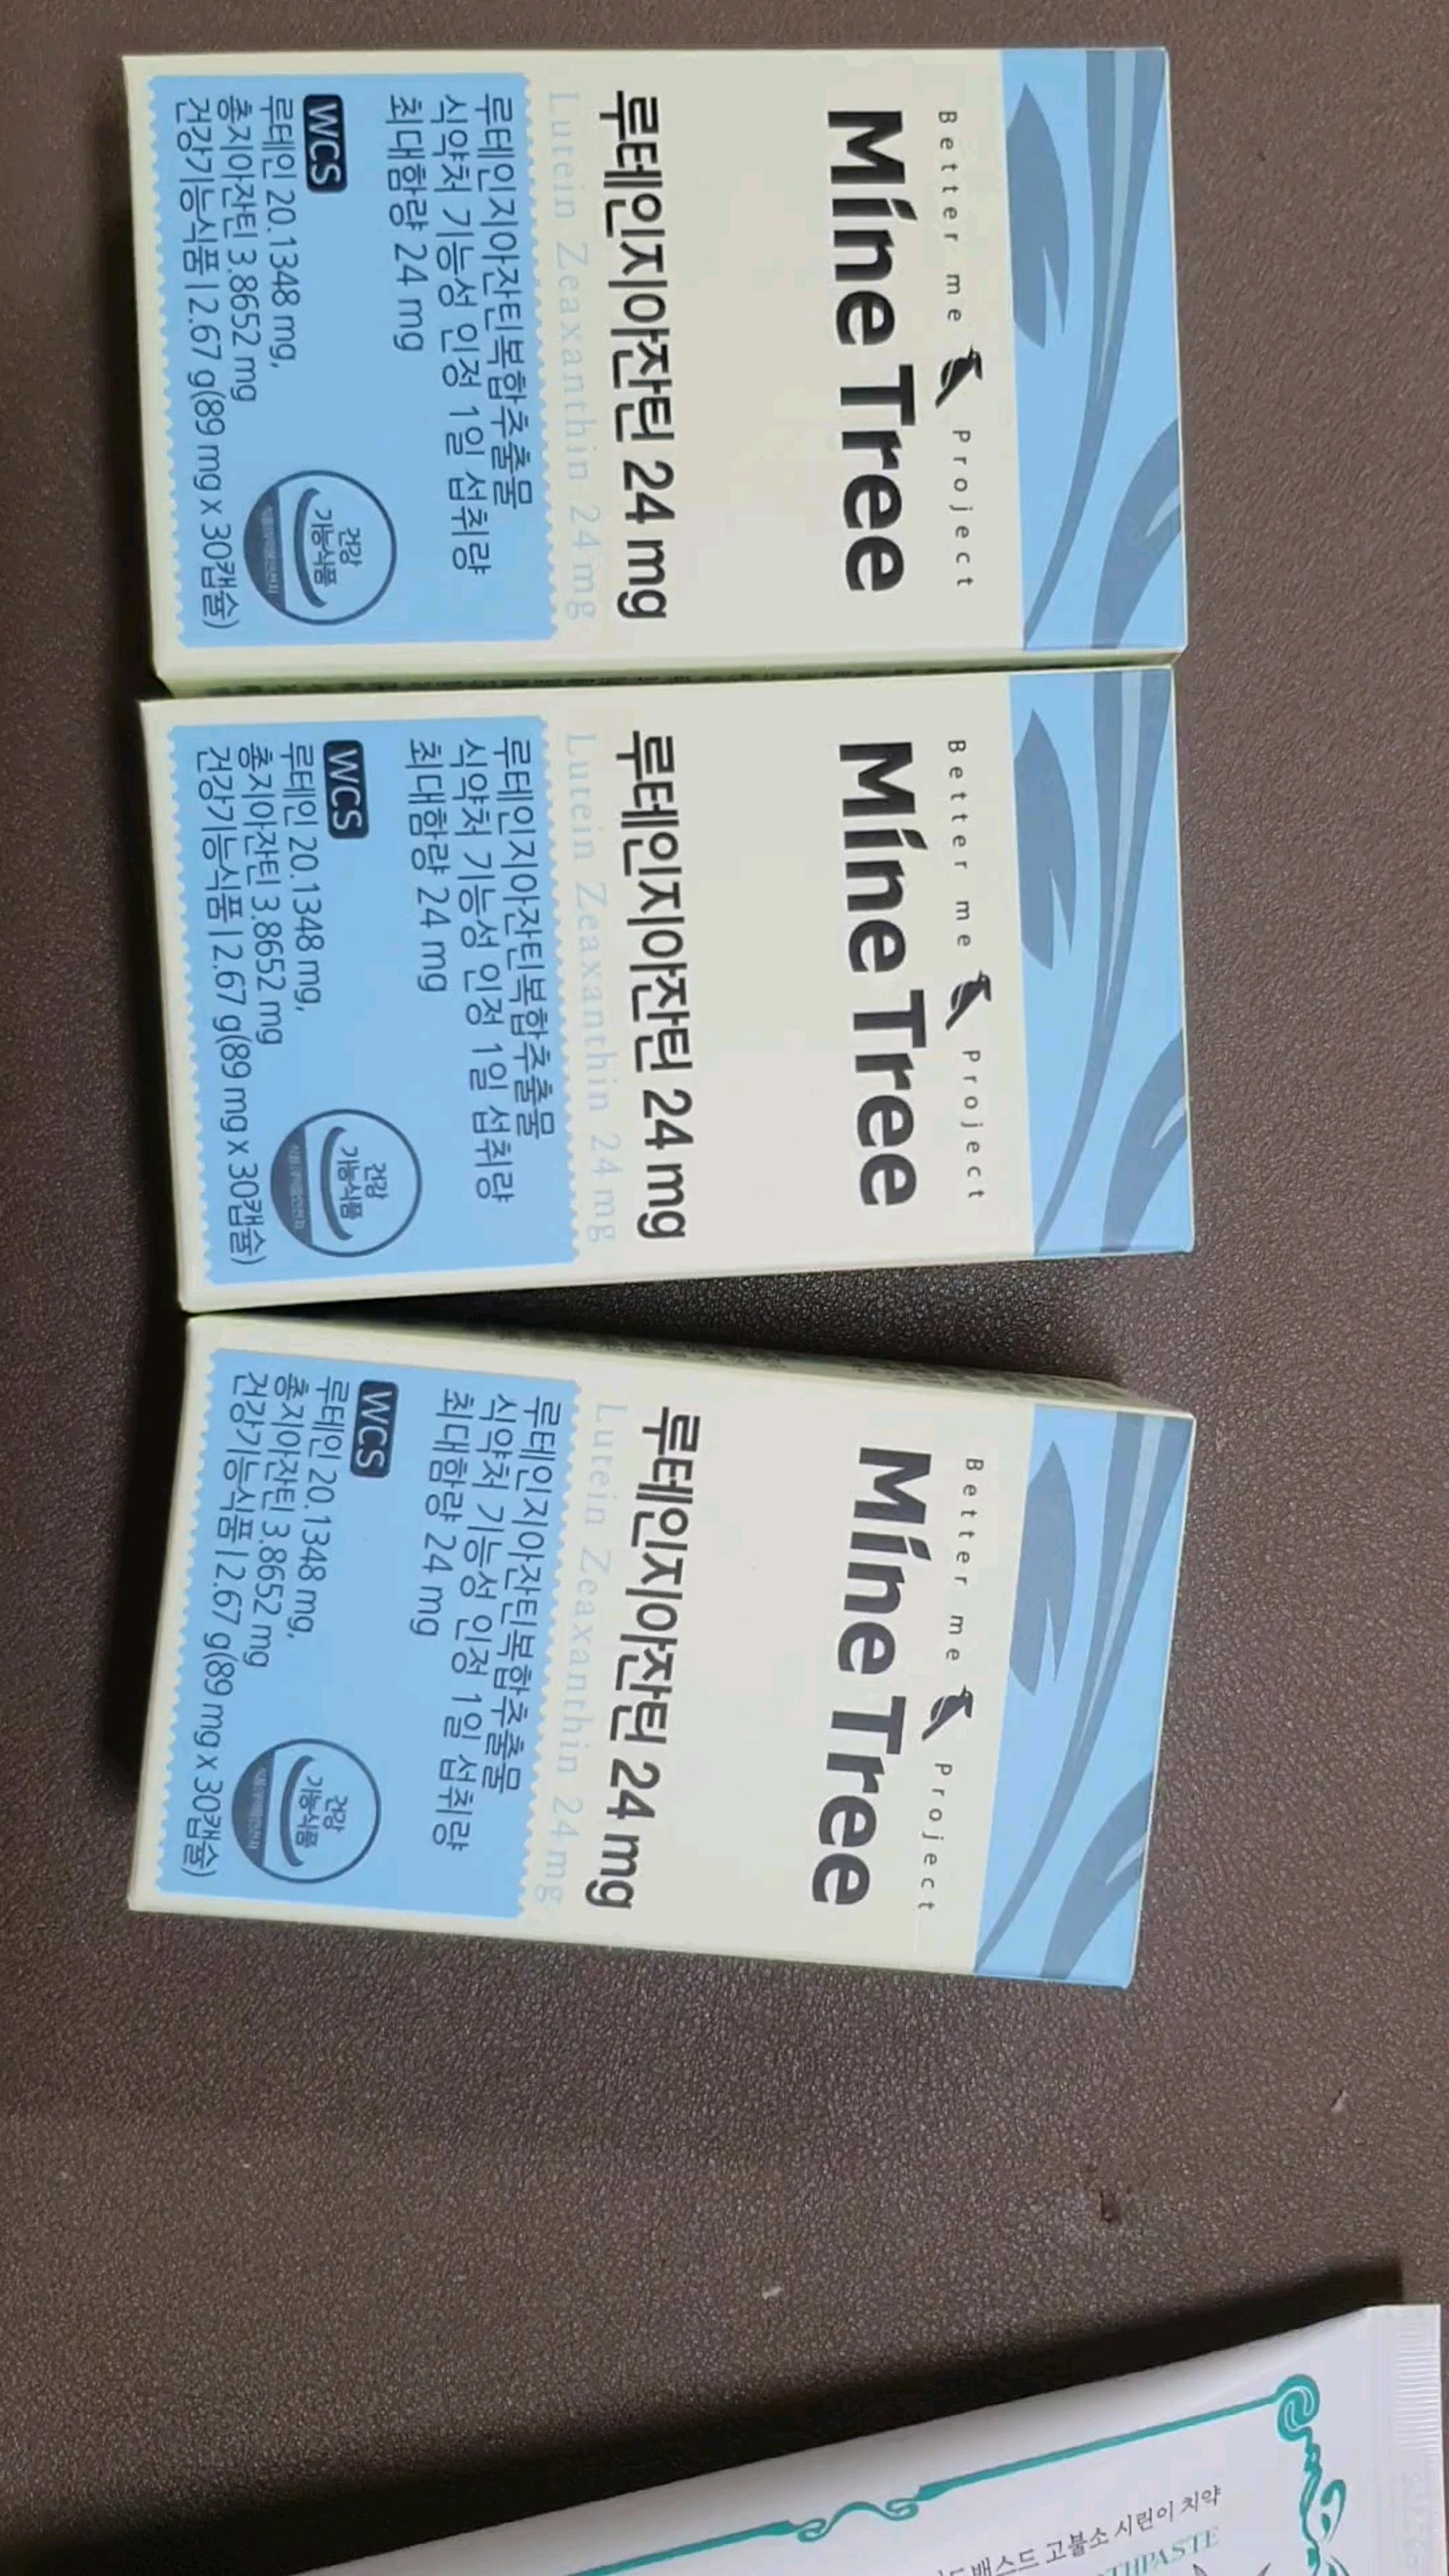 Better me Project
Mine Tree
루테인지아잔틴 24 mg
Lutein Zeaxanthin 24 mg
루테인지아잔틴복합추출물
식약처 기능성 인정 1일 섭취량
최대함량 24 mg
WCS
루테인 20.1348 mg,
총지아잔틴 3.8652 mg
건강기능식품 | 2.67 g(89 mg x 30캡슐)
건강
기능식품
Better me Project
Mine Tree
루테인지아잔틴 24 mg
Lutein Zeaxanthin 24 mg
루테인지아잔틴복합추출물
식약처 기능성 인정 1일 섭취량
최대함량 24 mg
WCS
루테인 20.1348 mg,
총지아잔틴 3.8652 mg
건강기능식품 | 2.67 g(89 mg x 30캡슐)
건강
기능식품
Better me Project
Mine Tree
루테인지아잔틴 24 mg
Lutein Zeaxanthin 24 mg
루테인지아잔틴복합추출물
식약처 기능성 인정 1일 섭취량
최대함량 24 mg
WCS
루테인 20.1348 mg,
총지아잔틴 3.8652 mg
건강기능식품 | 2.67 g(89 mg x 30캡슐)
건강
기능식품
고불소 시린이 치약